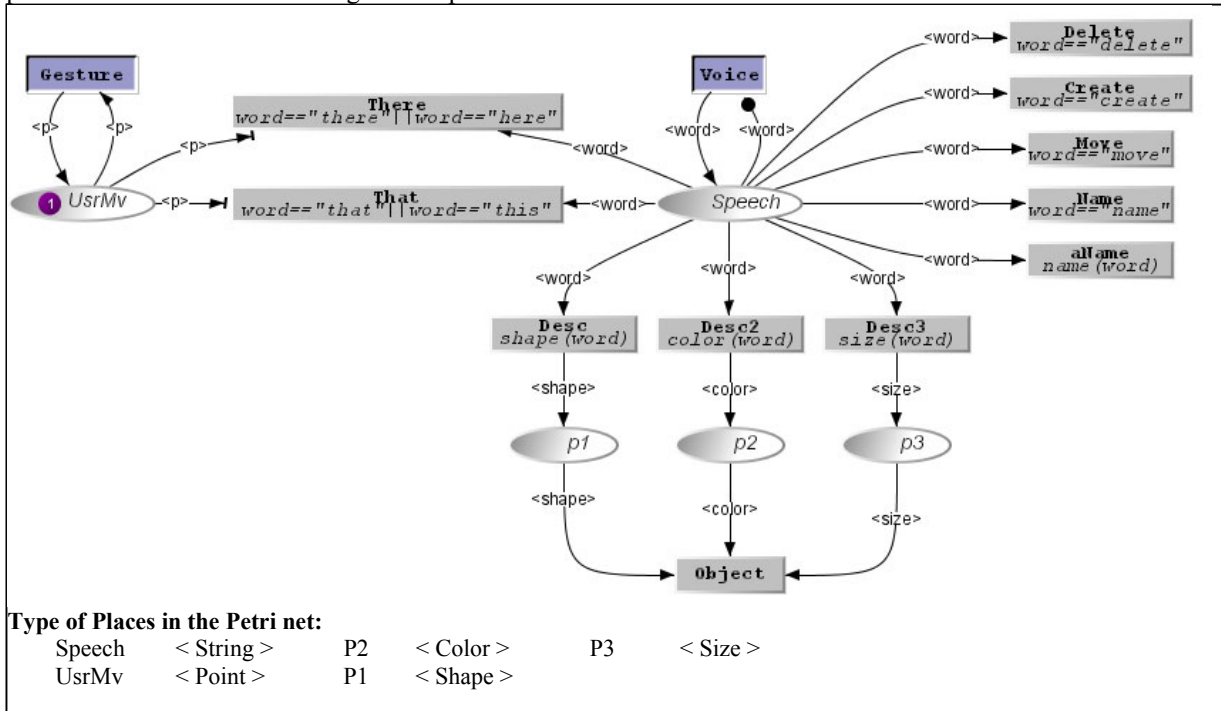 <word>
Delete
word=="delete"
Gesture
Voice
<word>
Create
word=="create"
There
word=="there"||word=="here"
<p>
<p>
<word>
<word>
<p>
<word>
<word>
Move
word=="move"
1
UsrMv
<p>
That
word=="that"||word=="this"
<word>
Speech
<word>
Name
word=="name"
<word>
aName
name(word)
<word>
<word>
<word>
Desc
shape(word)
Desc2
color(word)
Desc3
size(word)
<shape>
<color>
<size>
p1
p2
p3
<shape>
<color>
<size>
Object
Type of Places in the Petri net:
Speech < String > P2 < Color > P3 < Size >
UsrMv < Point > P1 < Shape >